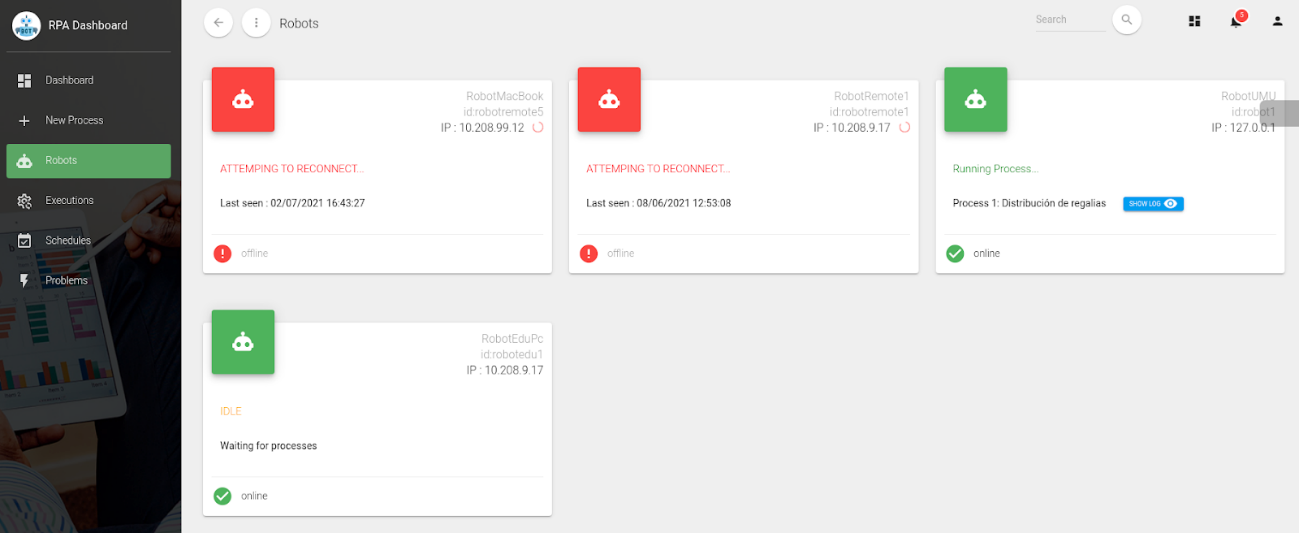 RPA Dashboard
Dashboard
New Process
Robots
Executions
Schedules
Problems
Robots
Search
5
RobotMacBook
id:robotremote5
IP : 10.208.99.12
ATTEMPING TO RECONNECT...
Last seen : 02/07/2021 16:43:27
offline
RobotRemote1
id:robotremote1
IP : 10.208.9.17
ATTEMPING TO RECONNECT...
Last seen : 08/06/2021 12:53:08
offline
RobotUMU
id:robot1
IP : 127.0.0.1
Running Process...
Process 1: Distribución de regalias
SHOW LOG
online
RobotEduPc
id:robotedu1
IP : 10.208.9.17
IDLE
Waiting for processes
online